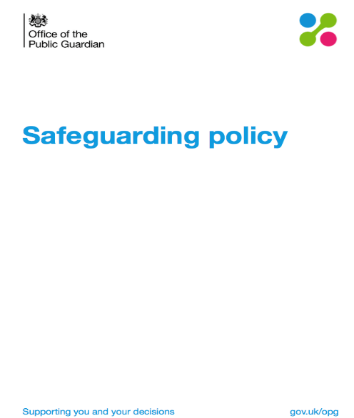 Office of the
Public Guardian
Safeguarding policy
Supporting you and your decisions
gov.uk/opg